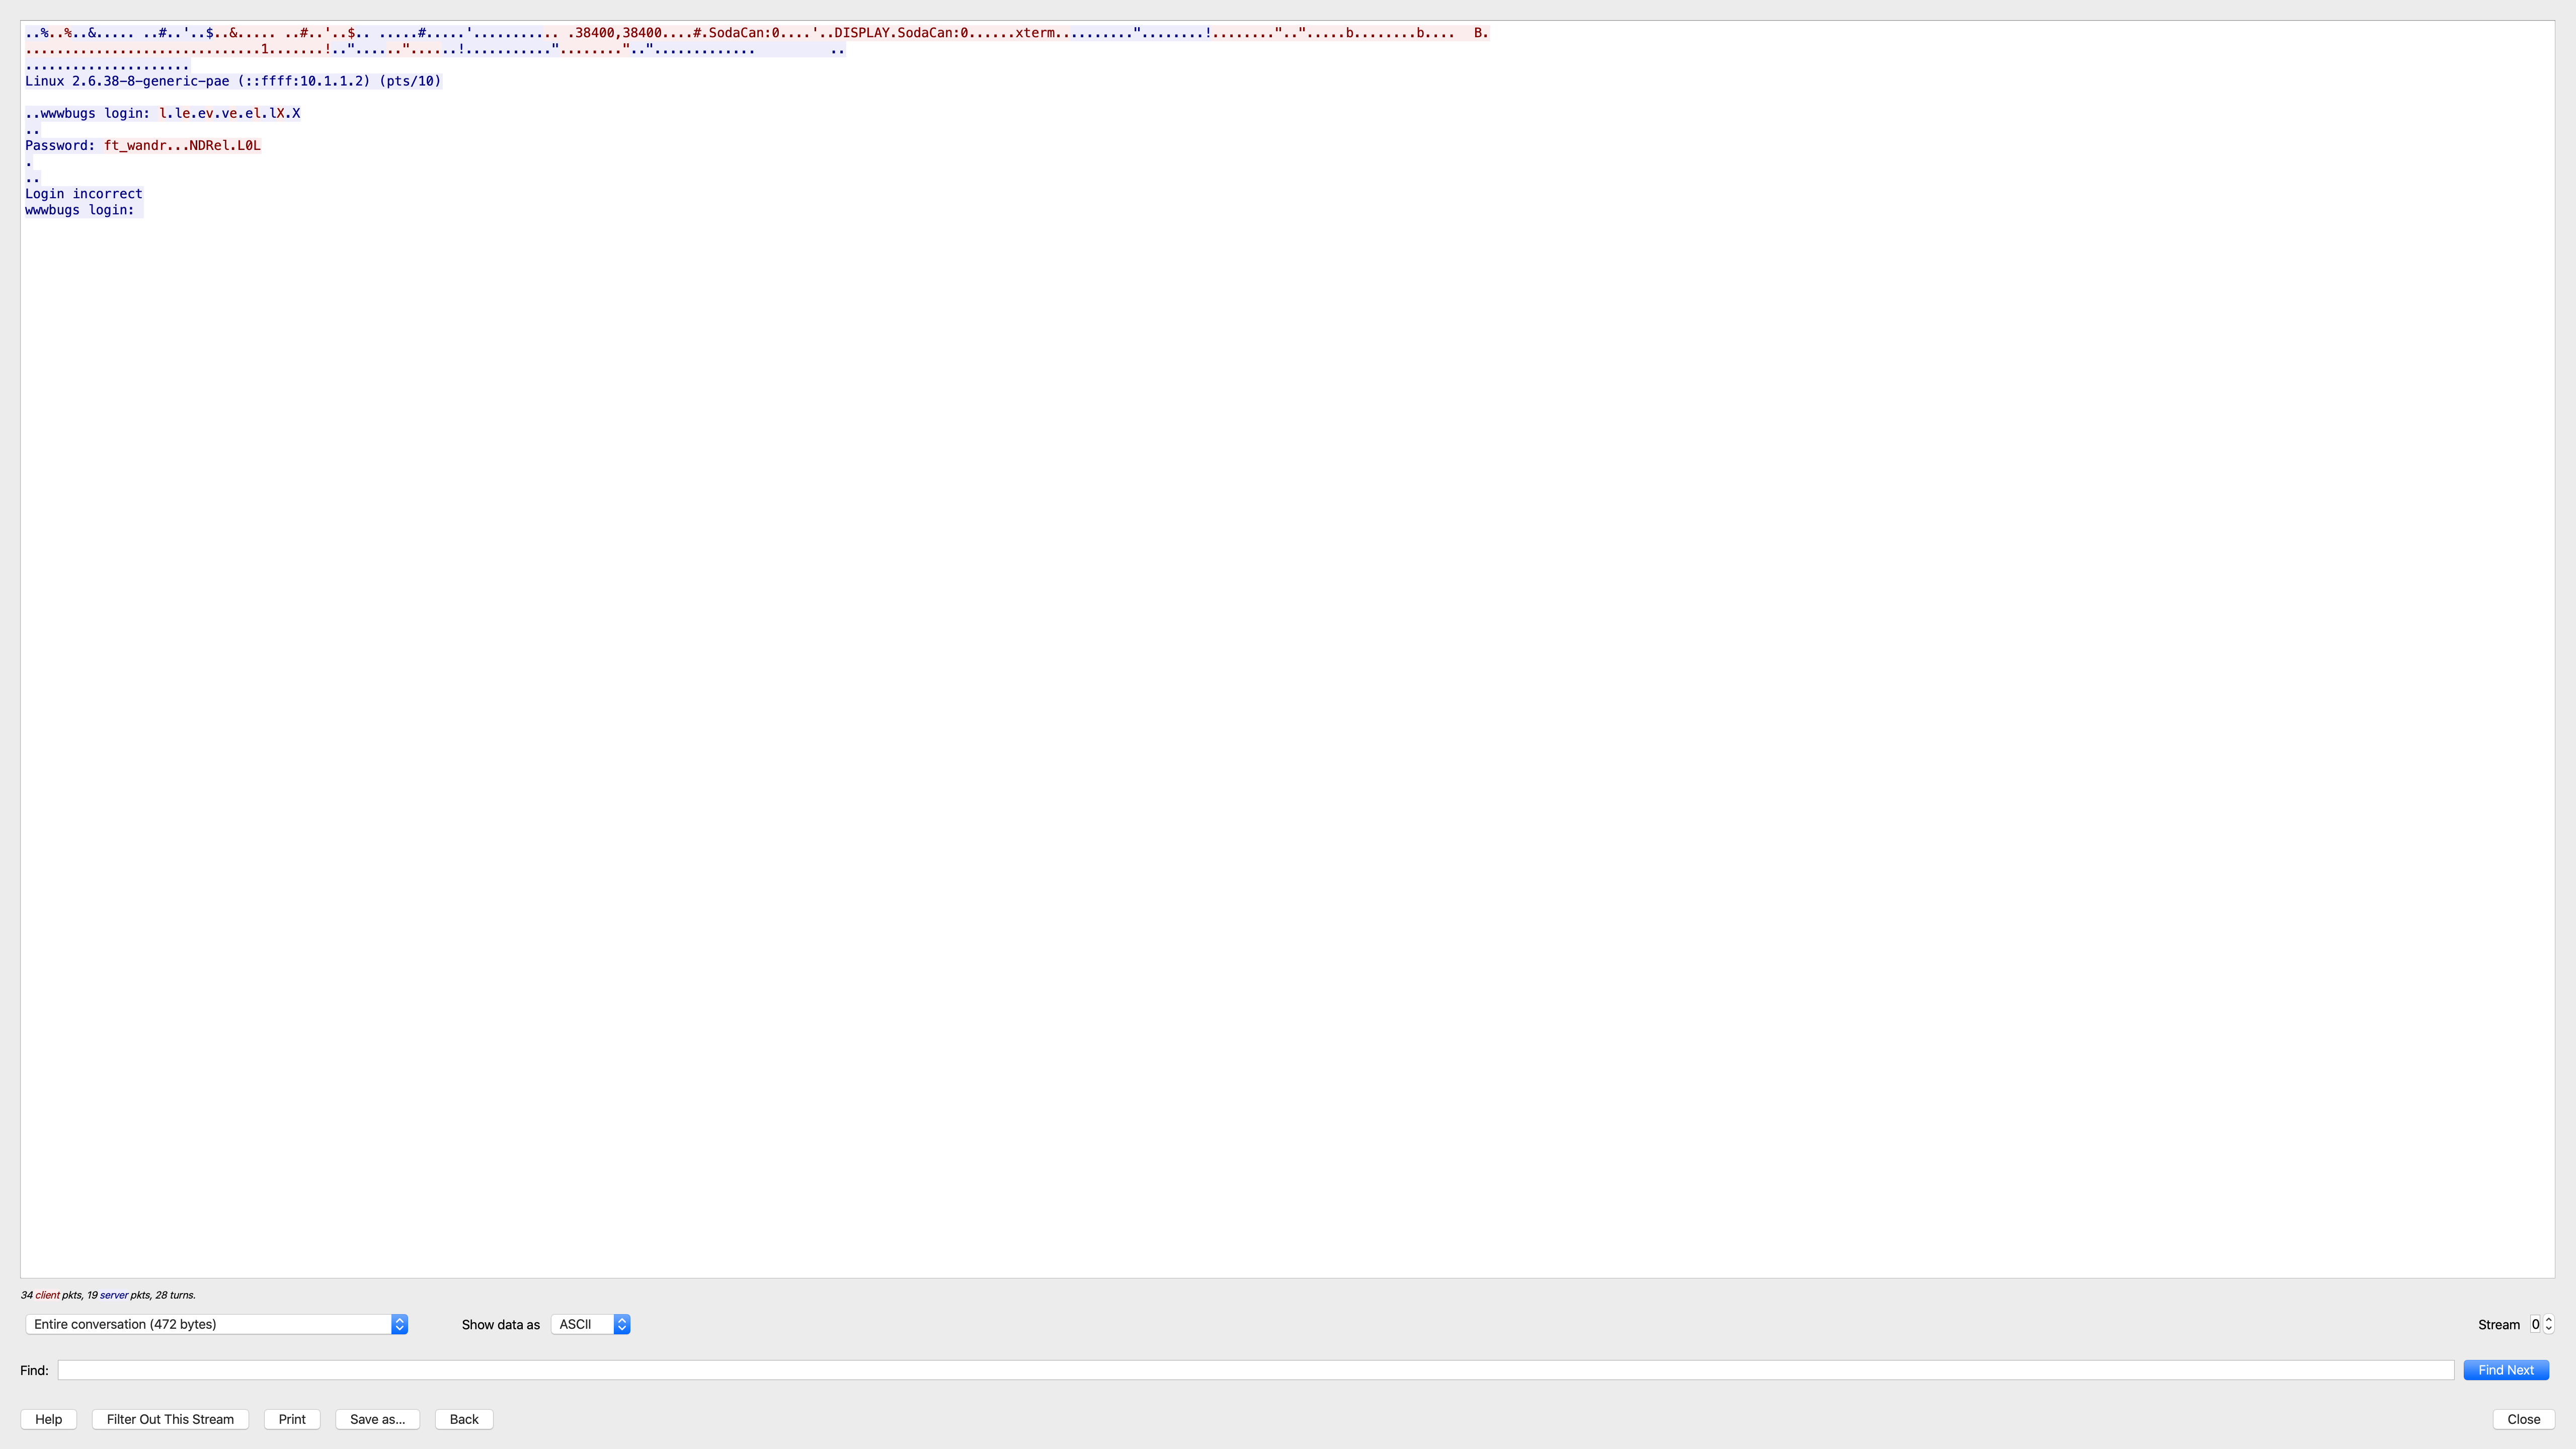 ..%..%..&..... ..#..'..$..&..... ..#..'..$.. .....#.....'........... .38400,38400....#.SodaCan:0....'..DISPLAY.SodaCan:0......xterm.........."........!........"..".....b........b.... B.
..............................1.......!.."......"......!..........."........".."............. ..
.....................
Linux 2.6.38-8-generic-pae (::ffff:10.1.1.2) (pts/10)
..wwwbugs login: l.le.ev.ve.el.lX.X
..
Password: ft_wandr...NDRel.L0L
.
..
Login incorrect
wwwbugs login:
34 client pkts, 19 server pkts, 28 turns.
Entire conversation (472 bytes) Show data as ASCII Stream 0
Find: Find Next
Help Filter Out This Stream Print Save as... Back Close